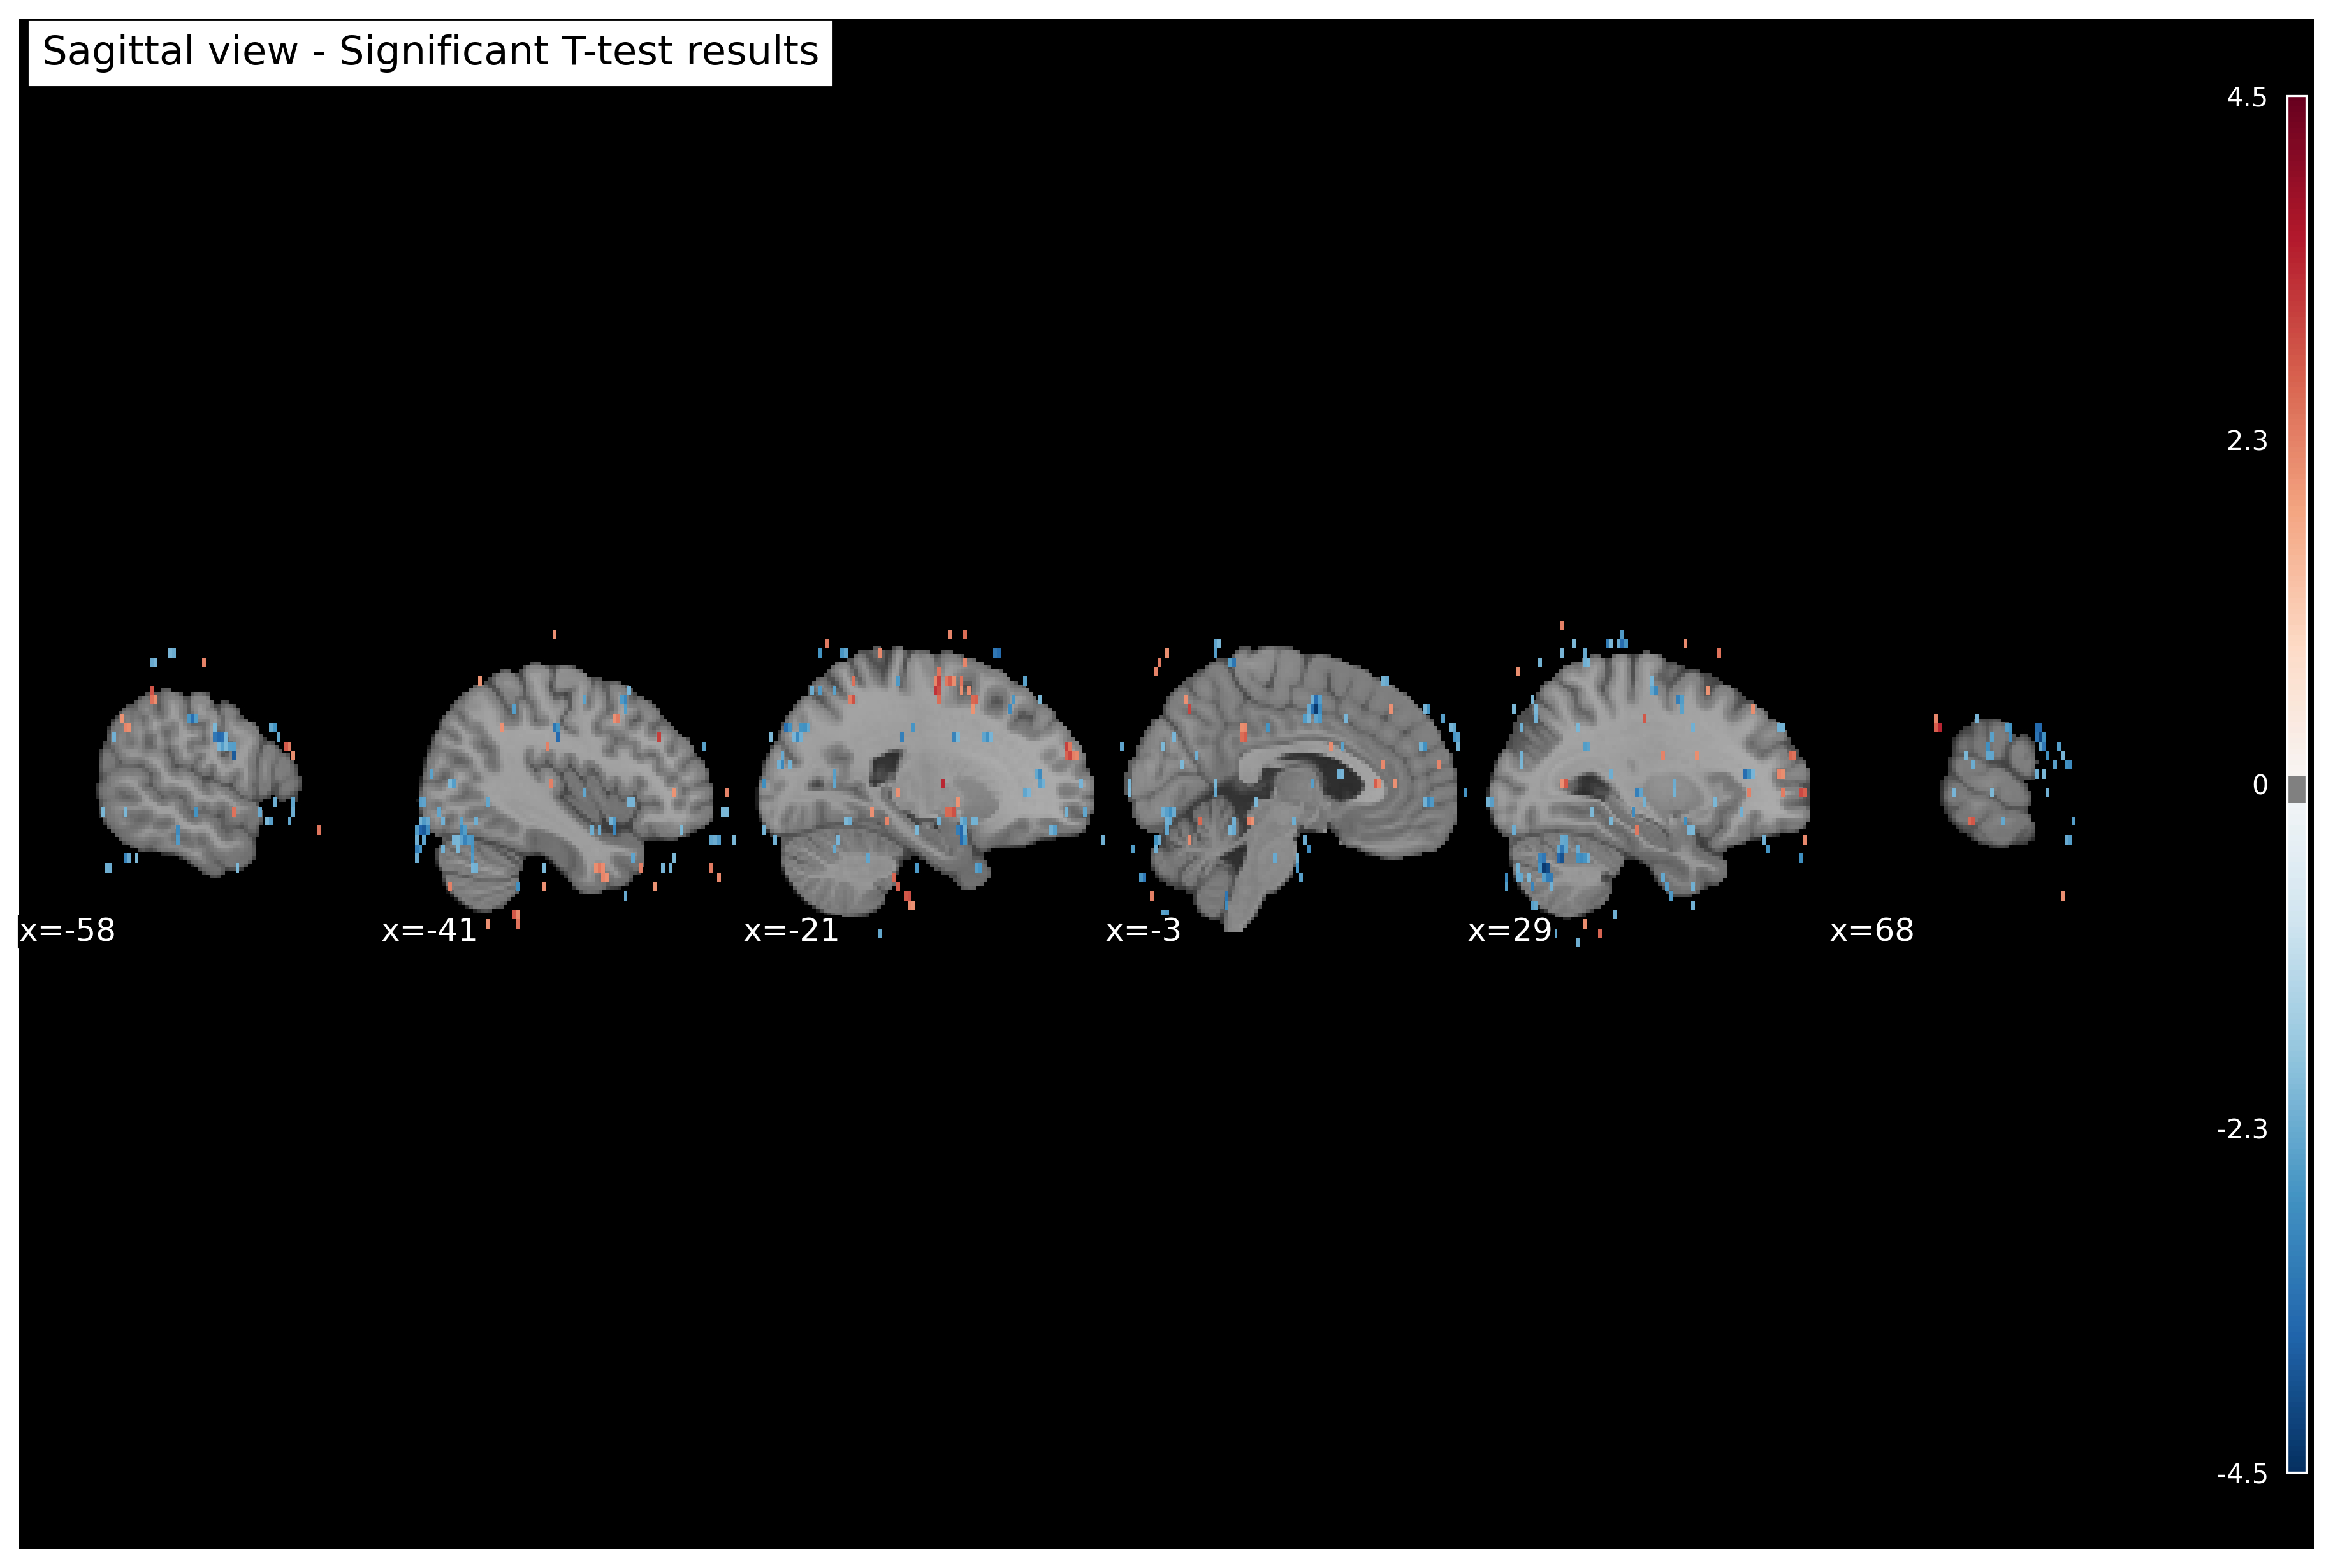 Sagittal view - Significant T-test results
4.5
2.3
0
-2.3
-4.5
x=-58
x=-41
x=-21
x=-3
x=29
x=68